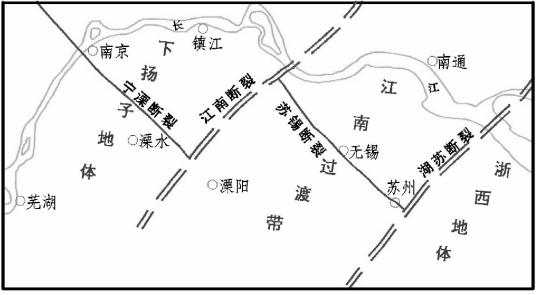 南京
长
镇江
下扬子地体
宁溧断裂
江南断裂
溧水
芜湖
溧阳
苏锡断裂
江南过渡带
无锡
苏州
南通
江
湖苏断裂
浙西地体